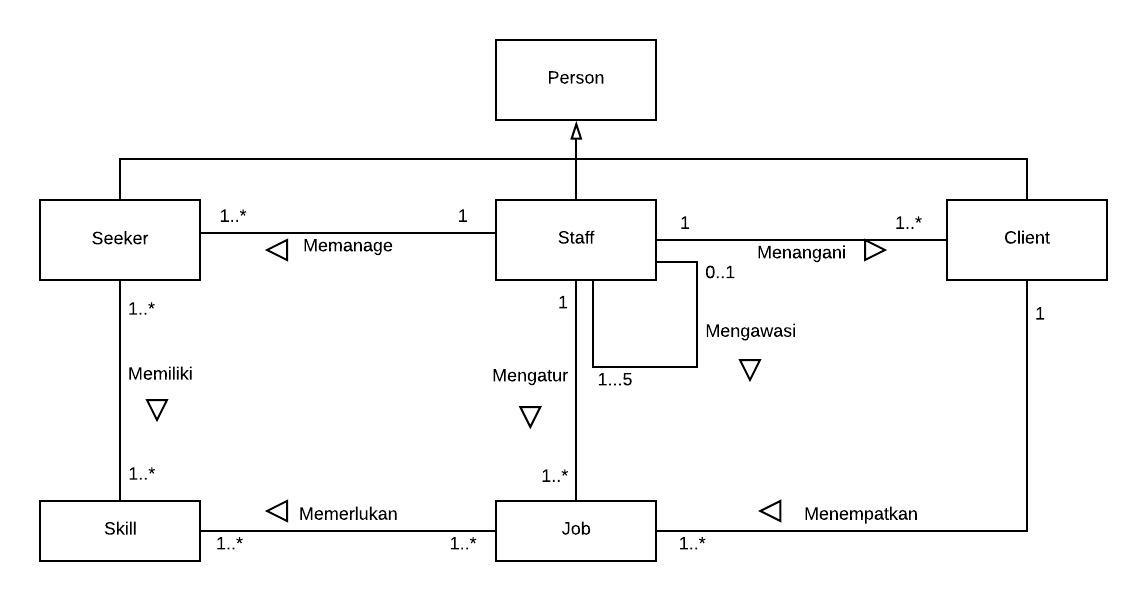 Person
Seeker
1..*
1
Memanage
Staff
1
1..*
Menangani
Client
0..1
Mengawasi
1...5
1..*
Memiliki
1..*
1
Mengatur
1..*
1
Skill
1..*
Memerlukan
1..*
Job
1..*
Menempatkan